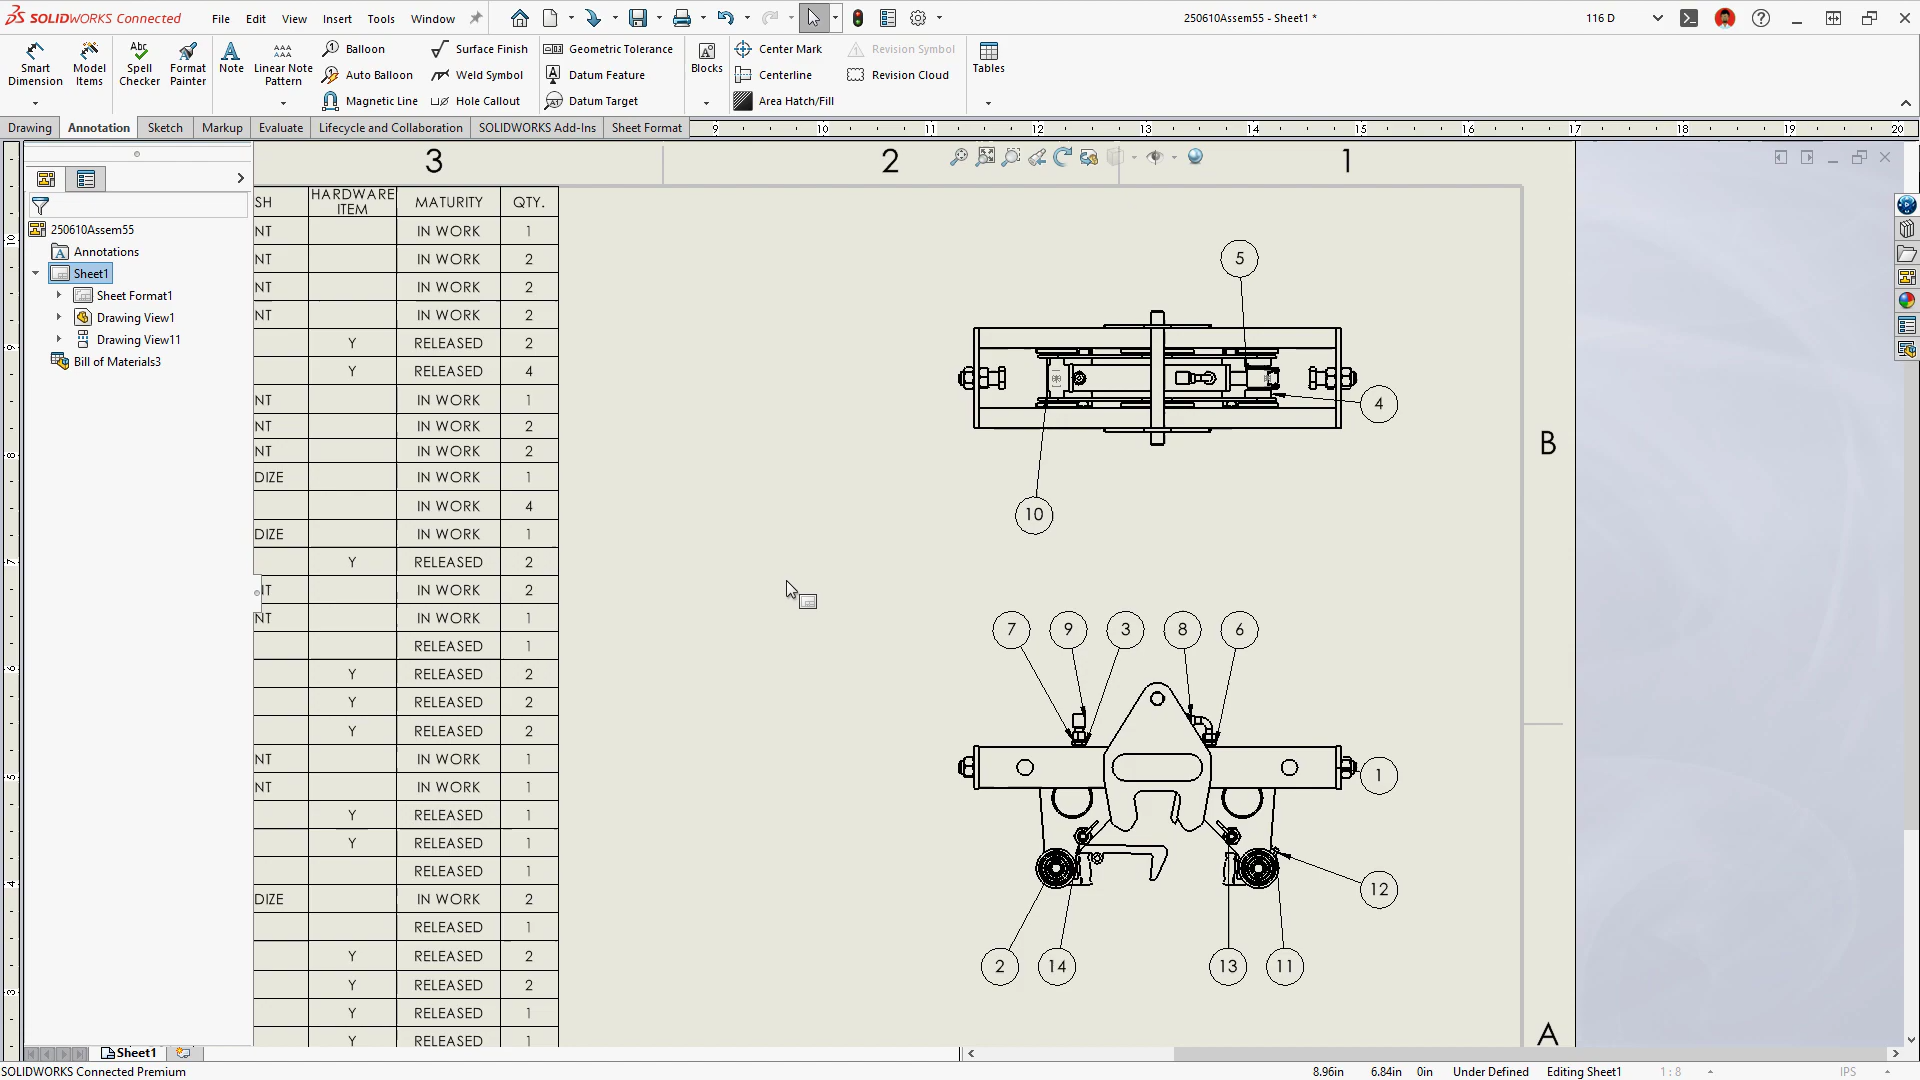 SOLIDWORKS Connected File Edit View Insert Tools Window 250610Assem55 - Sheet1 * 116 D
Smart Dimension
Model Items
Spell Checker
Format Painter
Note
Linear Note Pattern
Balloon
Auto Balloon
Magnetic Line
Surface Finish
Weld Symbol
Hole Callout
Geometric Tolerance
Datum Feature
Datum Target
Blocks
Center Mark
Centerline
Area Hatch/Fill
Revision Symbol
Revision Cloud
Tables
Drawing Annotation Sketch Markup Evaluate Lifecycle and Collaboration SOLIDWORKS Add-Ins Sheet Format
9 10 11 12 13 14 15 16 17 18 19 20
10
9
8
7
6
5
4
3
250610Assem55
Annotations
Sheet1
Sheet Format1
Drawing View1
Drawing View11
Bill of Materials3
3 2 1
SH HARDWARE ITEM MATURITY QTY.
NT IN WORK 1
NT IN WORK 2
NT IN WORK 2
NT IN WORK 2
Y RELEASED 2
Y RELEASED 4
NT IN WORK 1
NT IN WORK 2
NT IN WORK 2
DIZE IN WORK 1
IN WORK 4
DIZE IN WORK 1
Y RELEASED 2
NT IN WORK 2
NT IN WORK 1
RELEASED 1
Y RELEASED 2
Y RELEASED 2
Y RELEASED 2
NT IN WORK 1
NT IN WORK 1
Y RELEASED 1
Y RELEASED 1
RELEASED 1
DIZE IN WORK 2
RELEASED 1
Y RELEASED 2
Y RELEASED 2
Y RELEASED 1
Y RELEASED 1
5
4
10
B
7 9 3 8 6
1
12
2 14 13 11
A
Sheet1
SOLIDWORKS Connected Premium 8.96in 6.84in 0in Under Defined Editing Sheet1 1 : 8 IPS